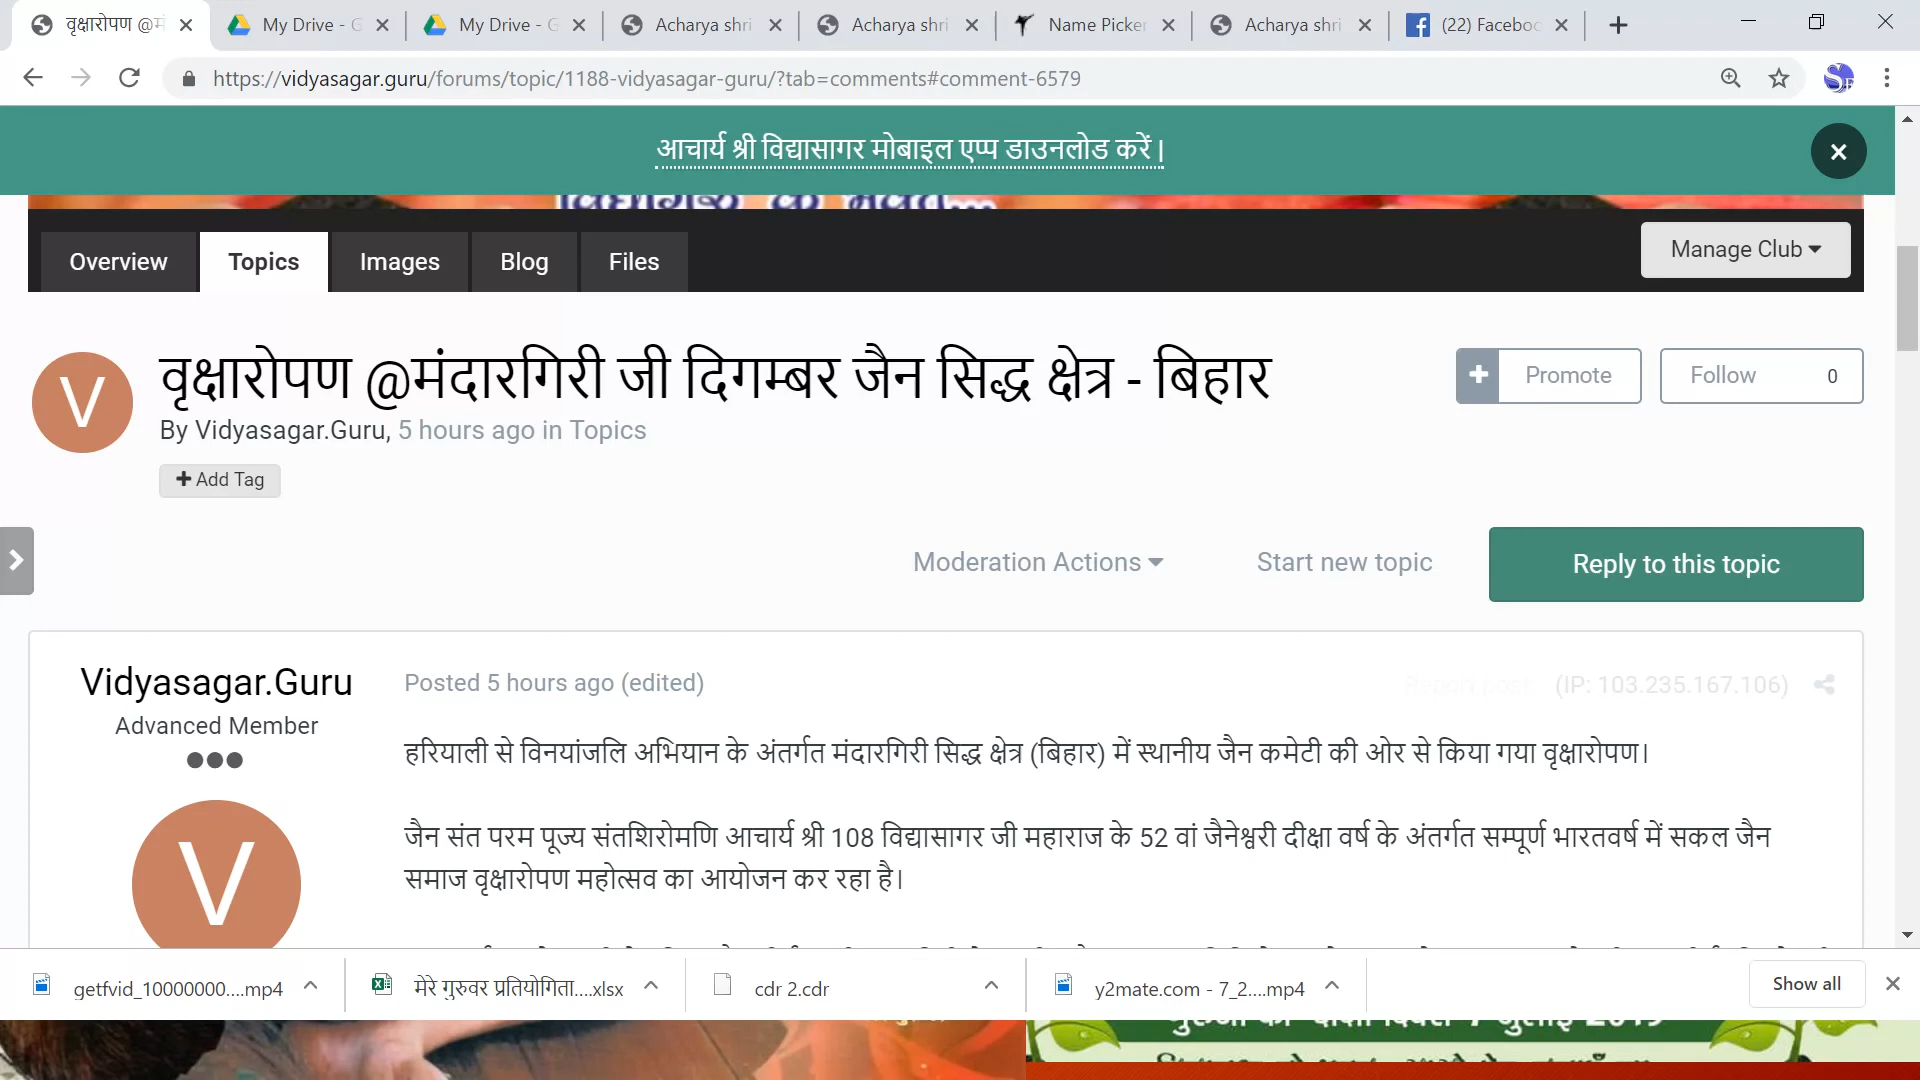 वृक्षारोपण @मं
My Drive - G
My Drive - G
Acharya shri
Acharya shri
Name Picker
Acharya shri
(22) Faceboo
https://vidyasagar.guru/forums/topic/1188-vidyasagar-guru/?tab=comments#comment-6579
आचार्य श्री विद्यासागर मोबाइल एप्प डाउनलोड करें |
Overview
Topics
Images
Blog
Files
Manage Club
वृक्षारोपण @मंदारगिरी जी दिगम्बर जैन सिद्ध क्षेत्र - बिहार
Promote
Follow 0
By Vidyasagar.Guru, 5 hours ago in Topics
Add Tag
Moderation Actions
Start new topic
Reply to this topic
Vidyasagar.Guru
Advanced Member
V
V
Posted 5 hours ago (edited)
Report post
(IP: 103.235.167.106)
हरियाली से विनयांजलि अभियान के अंतर्गत मंदारगिरी सिद्ध क्षेत्र (बिहार) में स्थानीय जैन कमेटी की ओर से किया गया वृक्षारोपण।
जैन संत परम पूज्य संतशिरोमणि आचार्य श्री 108 विद्यासागर जी महाराज के 52 वां जैनेश्वरी दीक्षा वर्ष के अंतर्गत सम्पूर्ण भारतवर्ष में सकल जैन
समाज वृक्षारोपण महोत्सव का आयोजन कर रहा है।
getfvid_10000000....mp4
मेरे गुरुवर प्रतियोगिता....xlsx
cdr 2.cdr
y2mate.com - 7_2....mp4
Show all